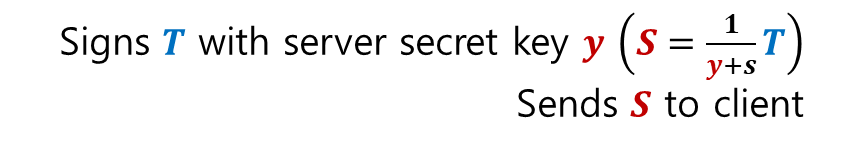 Signs T with server secret key y (S = 1/(y+s) T)
Sends S to client